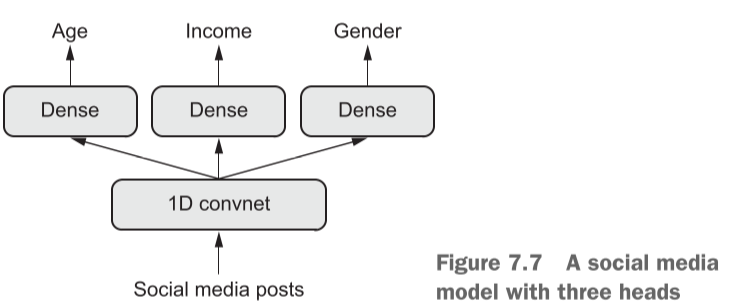 Age Income Gender
Dense Dense Dense
1D convnet
Social media posts
Figure 7.7 A social media
model with three heads